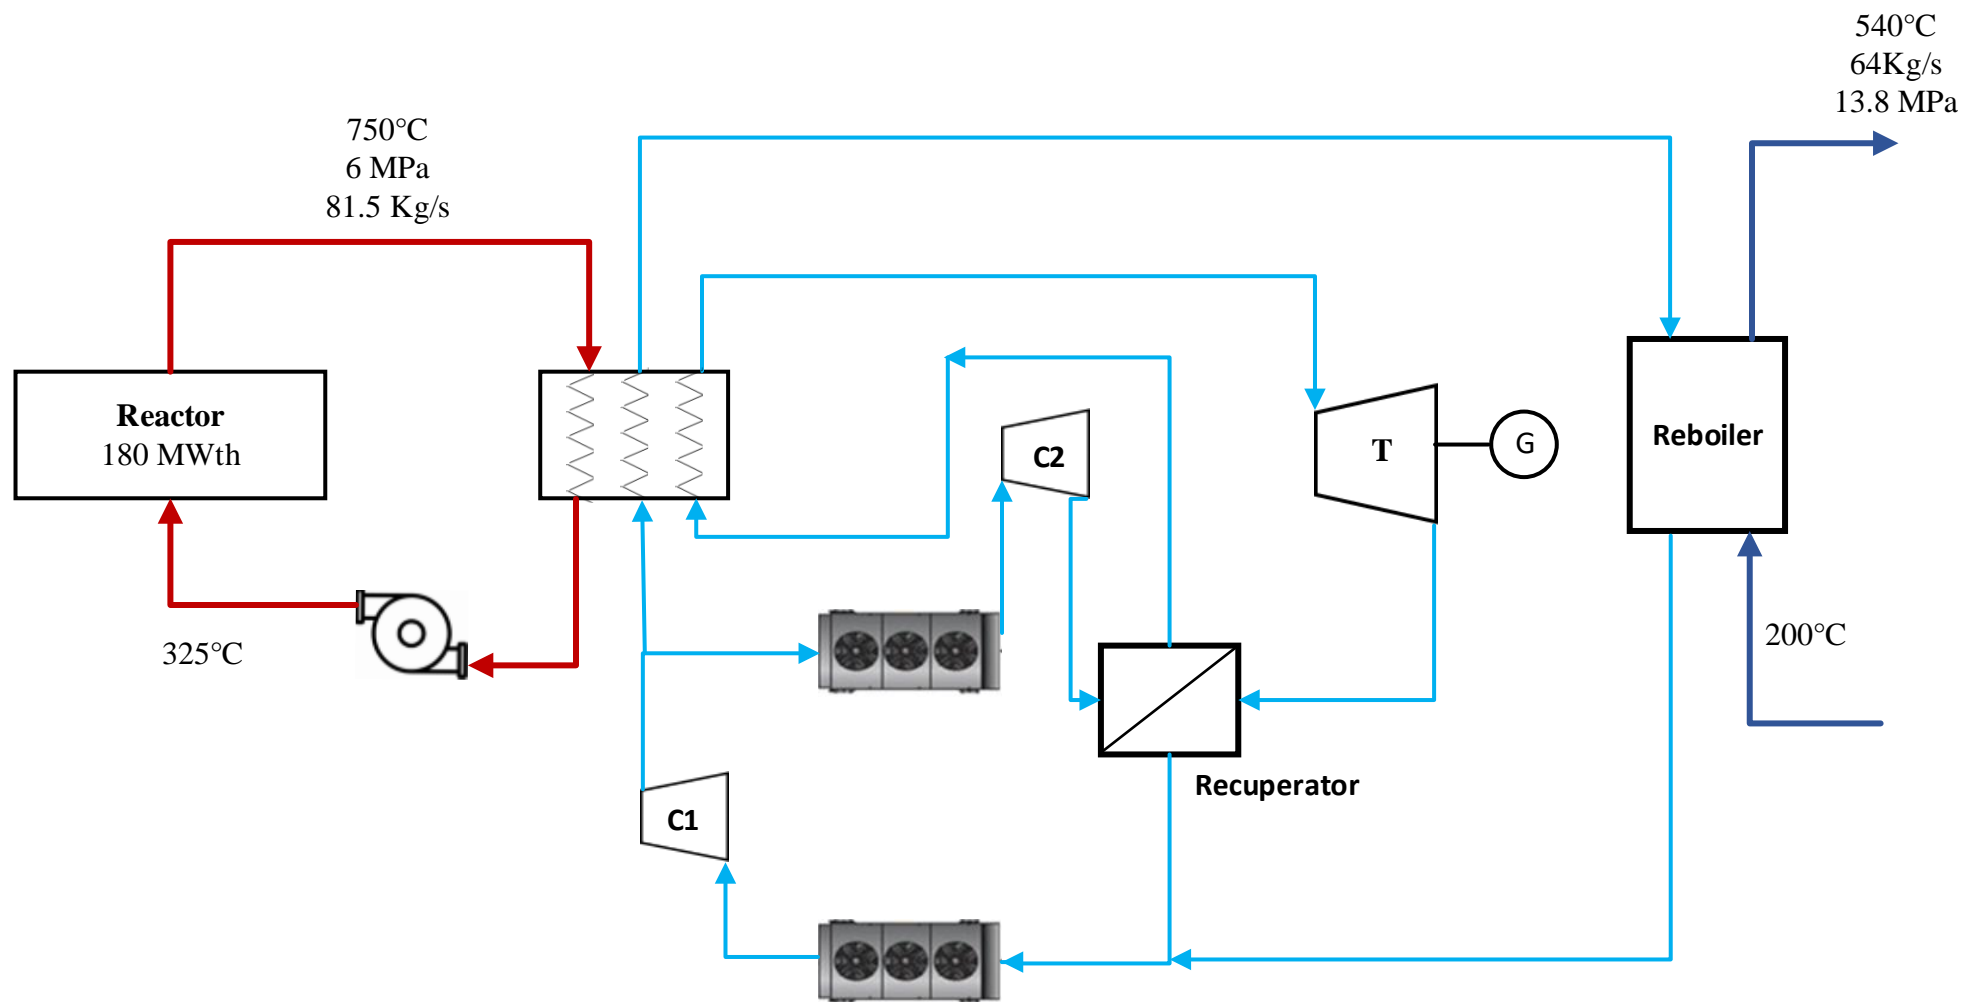 540°C
64Kg/s
13.8 MPa
750°C
6 MPa
81.5 Kg/s
Reactor
180 MWth
C2
T
G
Reboiler
325°C
200°C
Recuperator
C1